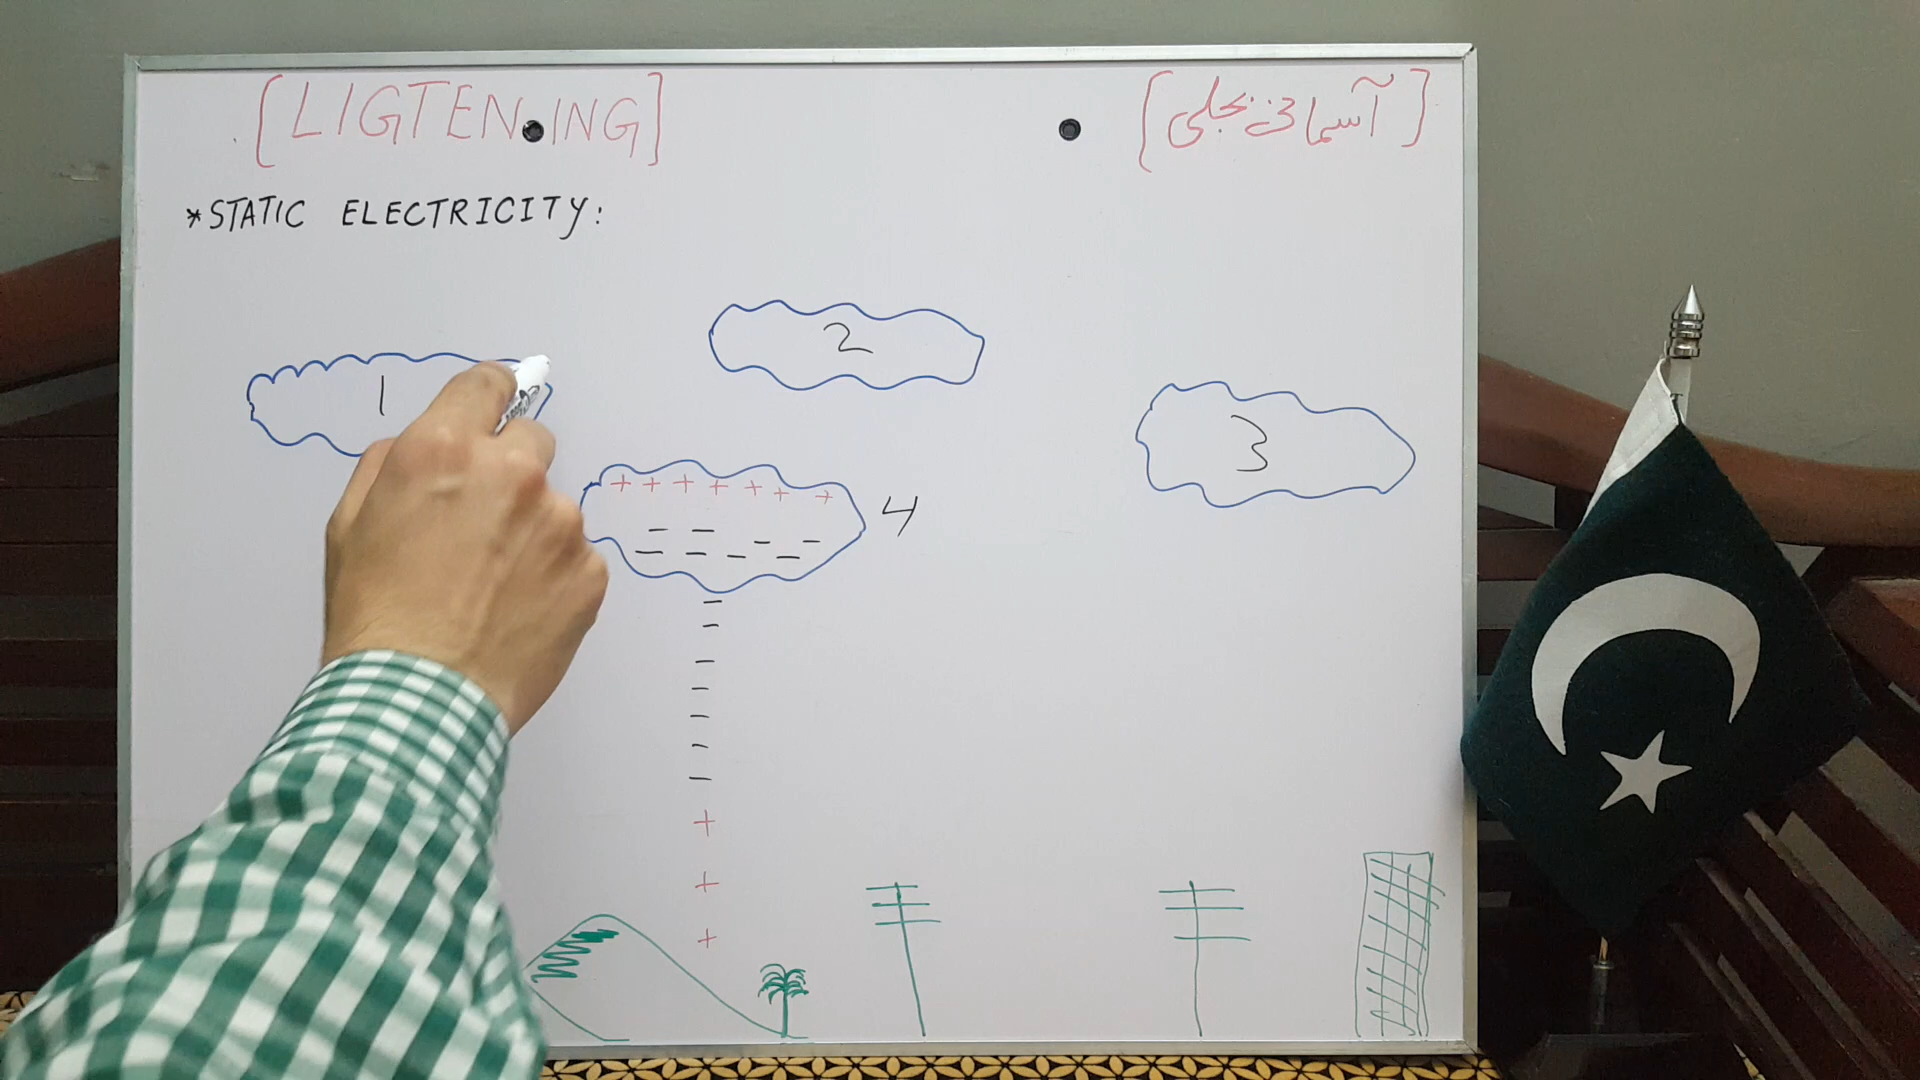 [LIGTENING]
[آسمانی بجلی]
*STATIC ELECTRICITY:
2
1
3
+ + + + + + +
4